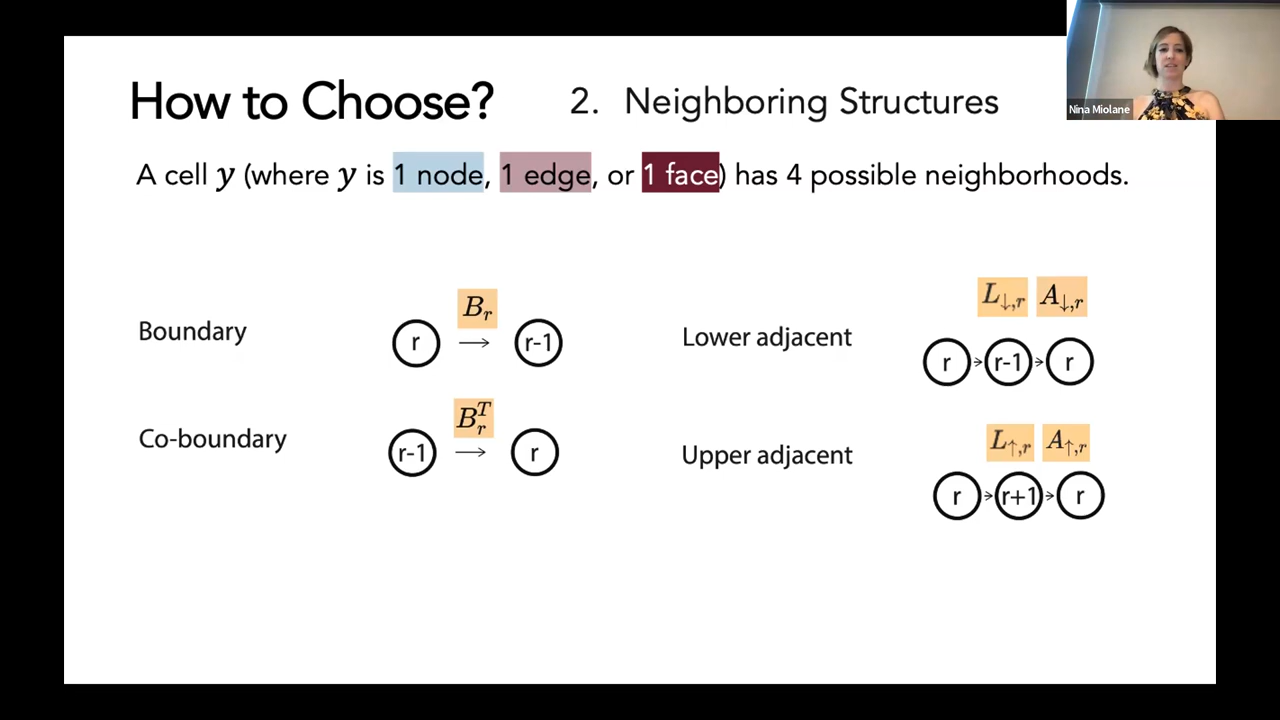 How to Choose? 2. Neighboring Structures
Nina Miolane
A cell y (where y is 1 node, 1 edge, or 1 face) has 4 possible neighborhoods.
Boundary
B_r
r → r-1
Co-boundary
B_r^T
r-1 → r
Lower adjacent
L_↓,r A_↓,r
r → r-1 → r
Upper adjacent
L_↑,r A_↑,r
r → r+1 → r